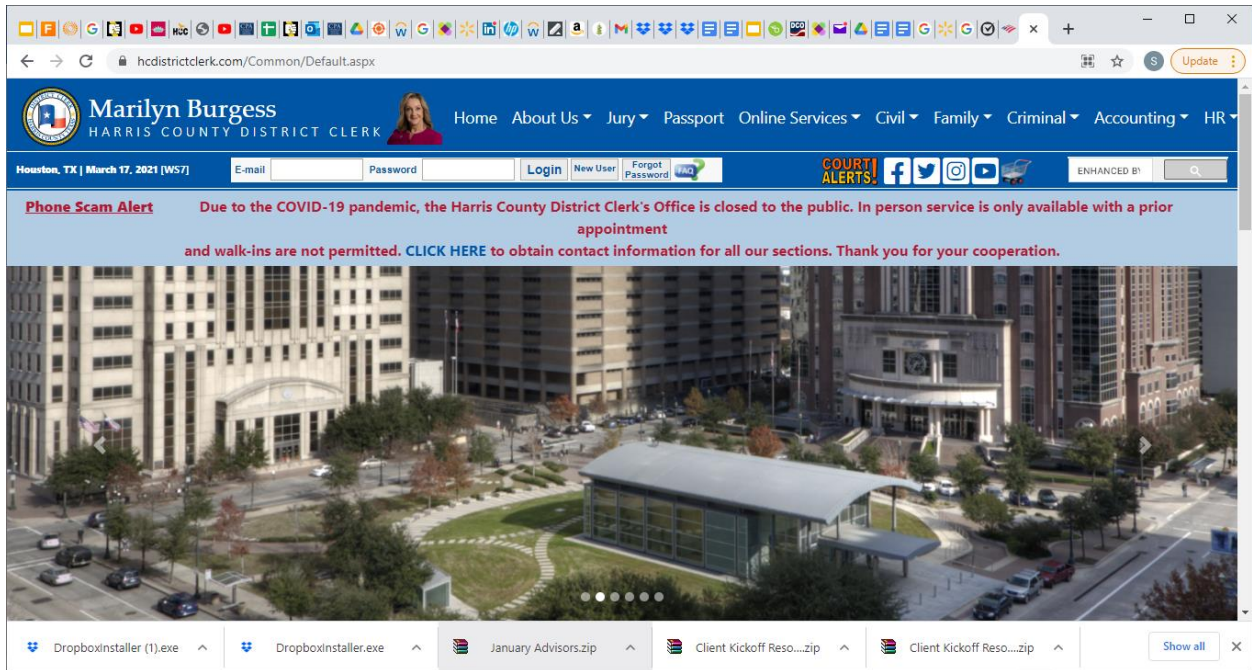 hcdistrictclerk.com/Common/Default.aspx
S
Update
Marilyn Burgess
HARRIS COUNTY DISTRICT CLERK
Home About Us Jury Passport Online Services Civil Family Criminal Accounting HR
Houston, TX | March 17, 2021 [WS7]
E-mail
Password
Login
New User
Forgot
Password
FAQ
COURT!
ALERTS!
ENHANCED BY
Phone Scam Alert
Due to the COVID-19 pandemic, the Harris County District Clerk's Office is closed to the public. In person service is only available with a prior
appointment
and walk-ins are not permitted. CLICK HERE to obtain contact information for all our sections. Thank you for your cooperation.
DropboxInstaller (1).exe
DropboxInstaller.exe
January Advisors.zip
Client Kickoff Reso....zip
Client Kickoff Reso....zip
Show all